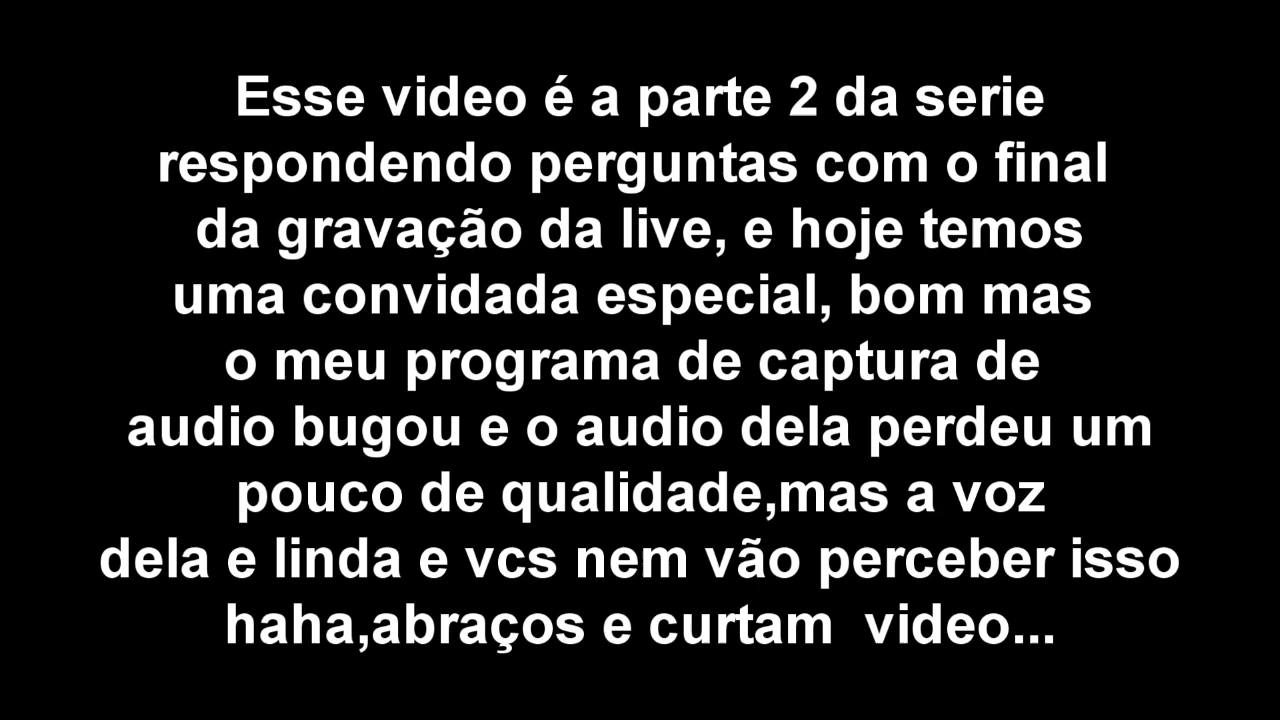 Esse video é a parte 2 da serie
respondendo perguntas com o final
da gravação da live, e hoje temos
uma convidada especial, bom mas
o meu programa de captura de
audio bugou e o audio dela perdeu um
pouco de qualidade,mas a voz
dela e linda e vcs nem vão perceber isso
haha,abraços e curtam  video...